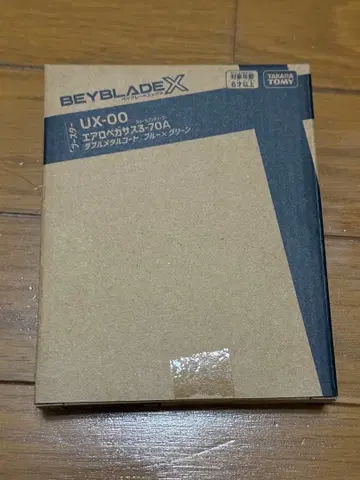 BEYBLADE X
ベイブレードエックス
対象年齢
6才以上
TAKARA
TOMY
ブースター
UX-00
エアロペガサス3-70A
ダブルメタルコート ブルー×グリーン